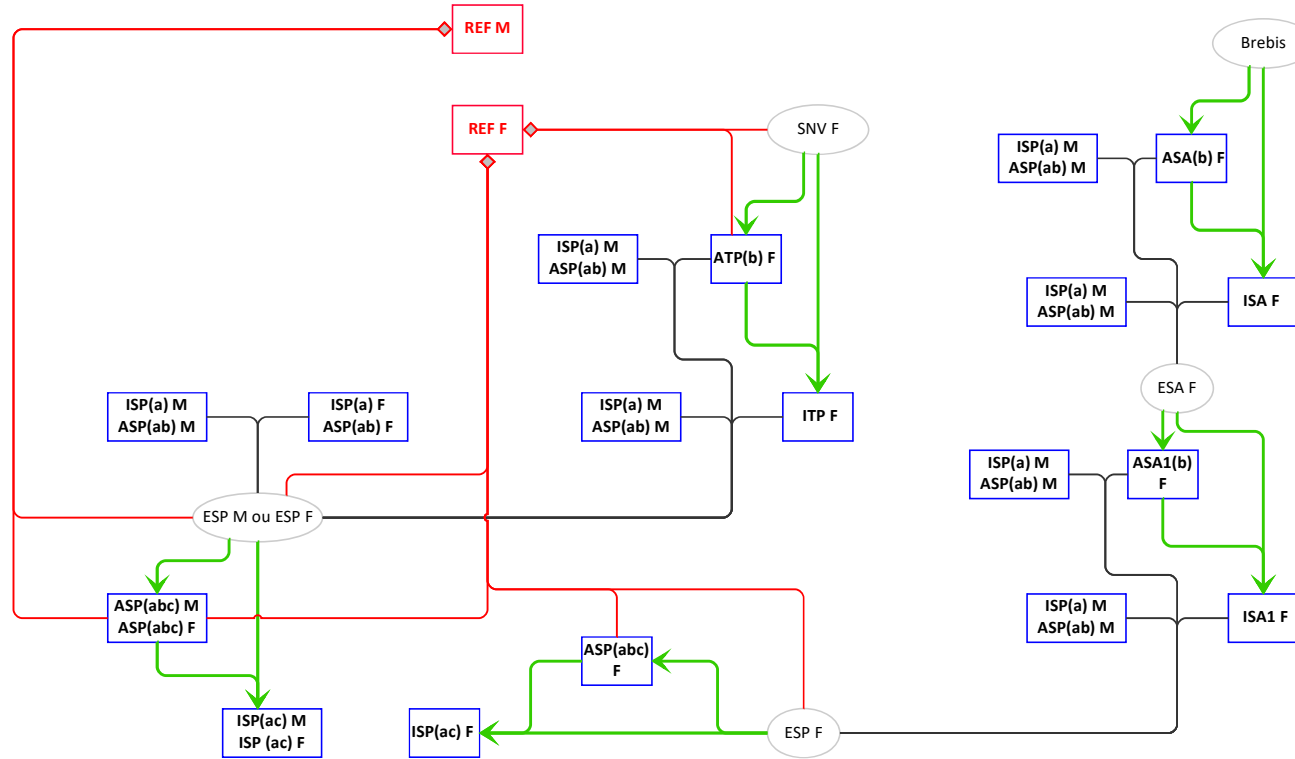 REF M
Brebis
REF F
SNV F
ISP(a) M
ASP(ab) M
ASA(b) F
ISP(a) M
ASP(ab) M
ATP(b) F
ISP(a) M
ASP(ab) M
ISA F
ISP(a) M
ASP(ab) M
ISP(a) F
ASP(ab) F
ISP(a) M
ASP(ab) M
ITP F
ESA F
ISP(a) M
ASP(ab) M
ASA1(b)
F
ESP M ou ESP F
ASP(abc) M
ASP(abc) F
ISP(a) M
ASP(ab) M
ISA1 F
ASP(abc)
F
ISP(ac) M
ISP (ac) F
ISP(ac) F
ESP F